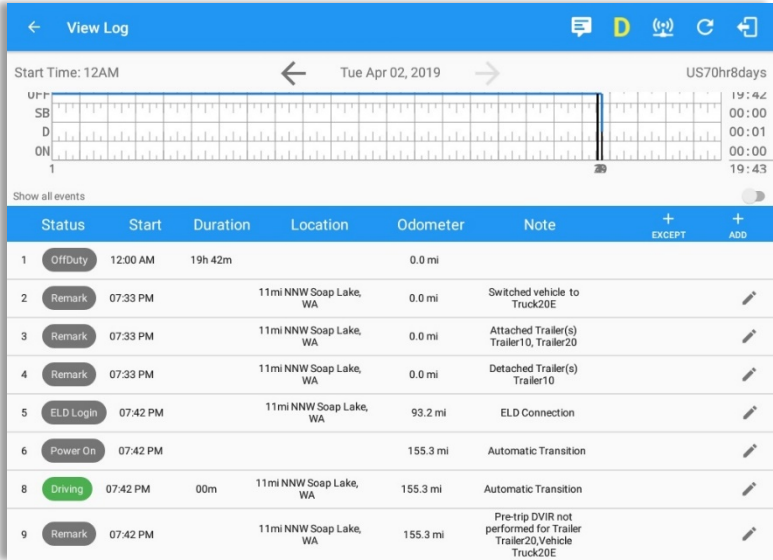 View Log
D
Start Time: 12AM
Tue Apr 02, 2019
US70hr8days
OFF
19:42
SB
00:00
D
00:01
ON
00:00
1
19:43
Show all events
Status Start Duration Location Odometer Note + EXCEPT + ADD
1 OffDuty 12:00 AM 19h 42m 0.0 mi
2 Remark 07:33 PM 11mi NNW Soap Lake, WA 0.0 mi Switched vehicle to Truck20E
3 Remark 07:33 PM 11mi NNW Soap Lake, WA 0.0 mi Attached Trailer(s) Trailer10, Trailer20
4 Remark 07:33 PM 11mi NNW Soap Lake, WA 0.0 mi Detached Trailer(s) Trailer10
5 ELD Login 07:42 PM 11mi NNW Soap Lake, WA 93.2 mi ELD Connection
6 Power On 07:42 PM 155.3 mi Automatic Transition
8 Driving 07:42 PM 00m 11mi NNW Soap Lake, WA 155.3 mi Automatic Transition
9 Remark 07:42 PM 11mi NNW Soap Lake, WA 155.3 mi Pre-trip DVIR not performed for Trailer Trailer20,Vehicle Truck20E